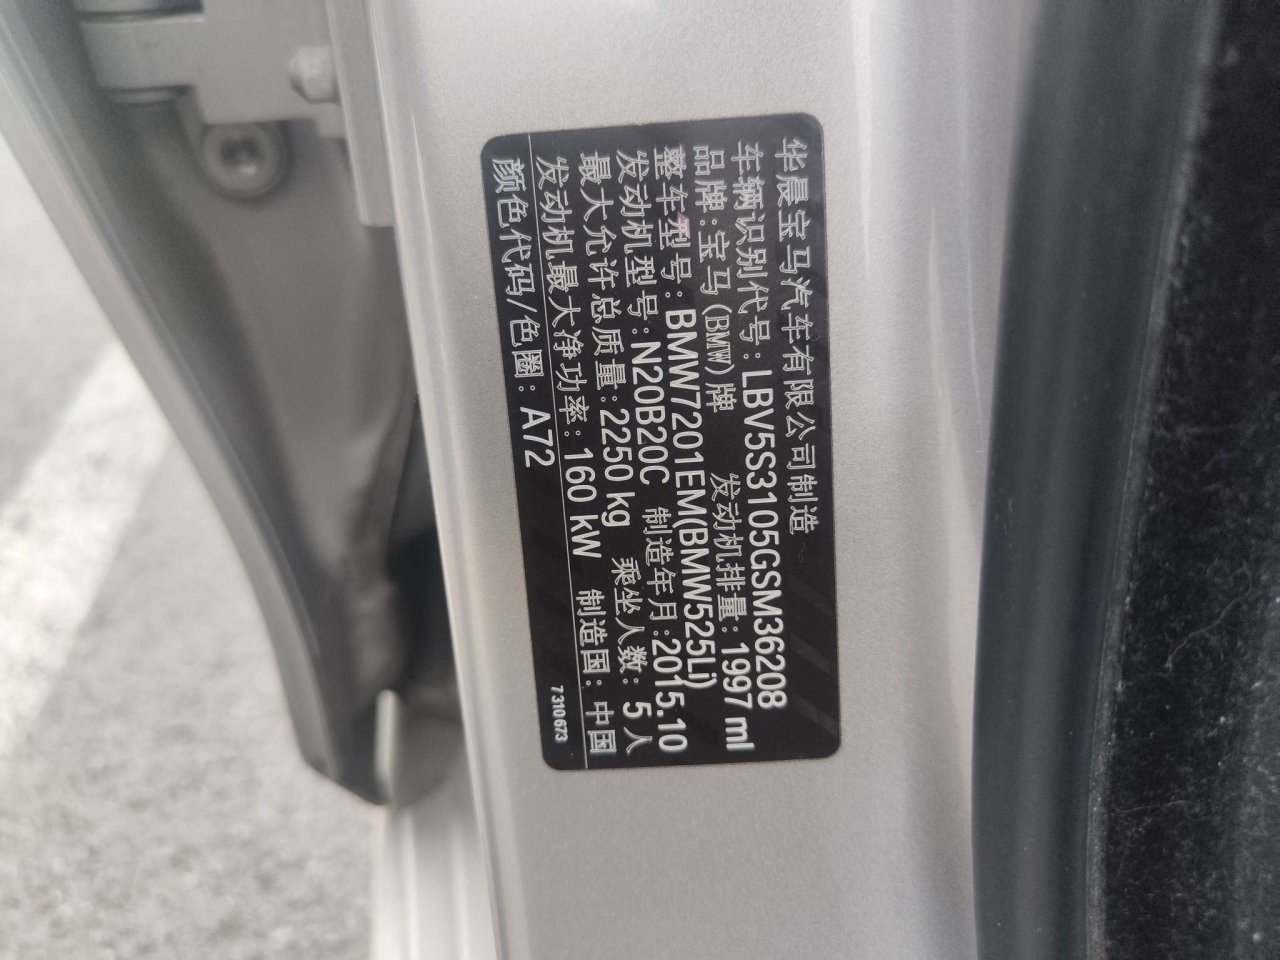 华晨宝马汽车有限公司制造
车辆识别代号:LBV5S3105GSM36208
品牌:宝马(BMW)牌 发动机排量:1997 ml
整车型号:BMW7201EM(BMW525Li)
发动机型号:N20B20C 制造年月:2015.10
最大允许总质量:2250 kg 乘坐人数: 5人
发动机最大净功率: 160 kW 制造国:中国
颜色代码/色圈: A72
7310673